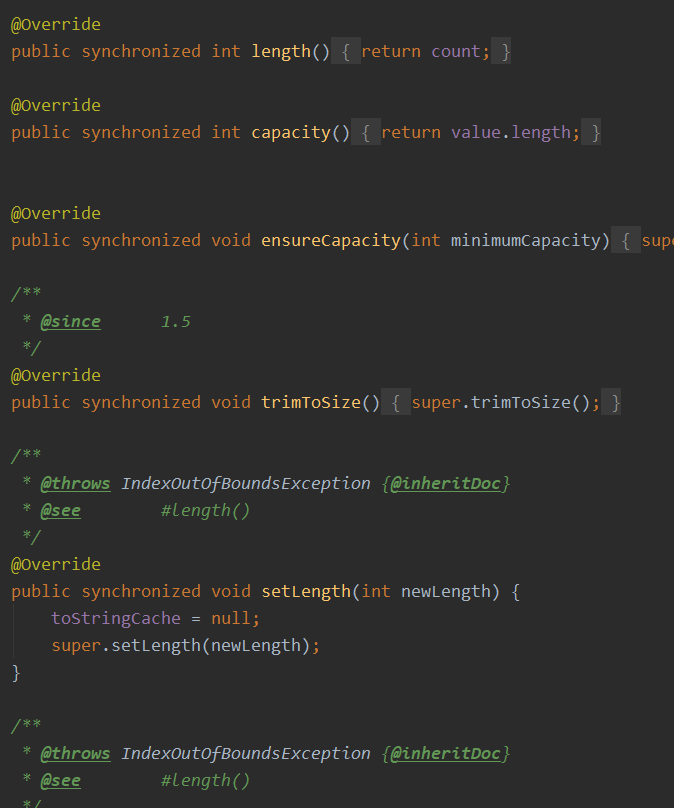 @Override
public synchronized int length() { return count; }
@Override
public synchronized int capacity() { return value.length; }
@Override
public synchronized void ensureCapacity(int minimumCapacity) { supe
/**
 * @since      1.5
 */
@Override
public synchronized void trimToSize() { super.trimToSize(); }
/**
 * @throws IndexOutOfBoundsException {@inheritDoc}
 * @see        #length()
 */
@Override
public synchronized void setLength(int newLength) {
    toStringCache = null;
    super.setLength(newLength);
}
/**
 * @throws IndexOutOfBoundsException {@inheritDoc}
 * @see        #length()
 */